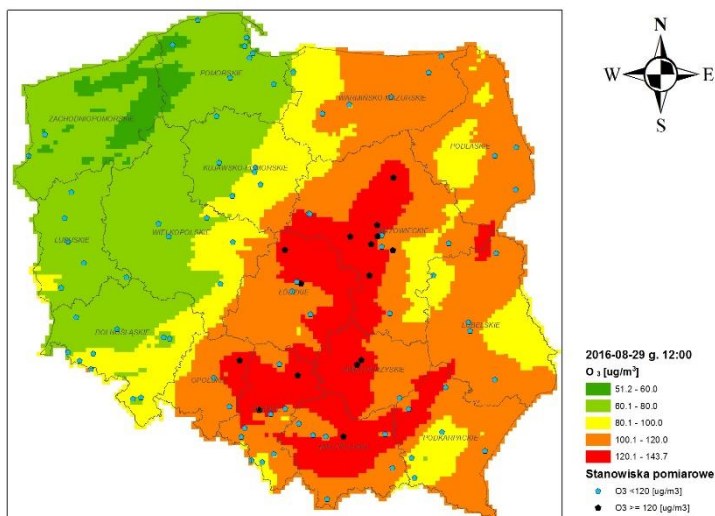 N
W
E
S
POMORSKIE
WARMIŃSKO-MAZURSKIE
ZACHODNIOPOMORSKIE
PODLASKIE
KUJAWSKO-POMORSKIE
MAZOWIECKIE
WIELKOPOLSKIE
LUBUSKIE
ŁÓDZKIE
DOLNOŚLĄSKIE
LUBELSKIE
OPOLSKIE
PODKARPACKIE
2016-08-29 g. 12:00
O 3 [ug/m³]
51.2 - 60.0
60.1 - 80.0
80.1 - 100.0
100.1 - 120.0
120.1 - 143.7
Stanowiska pomiarowe
O3 <120 [ug/m3]
O3 >= 120 [ug/m3]